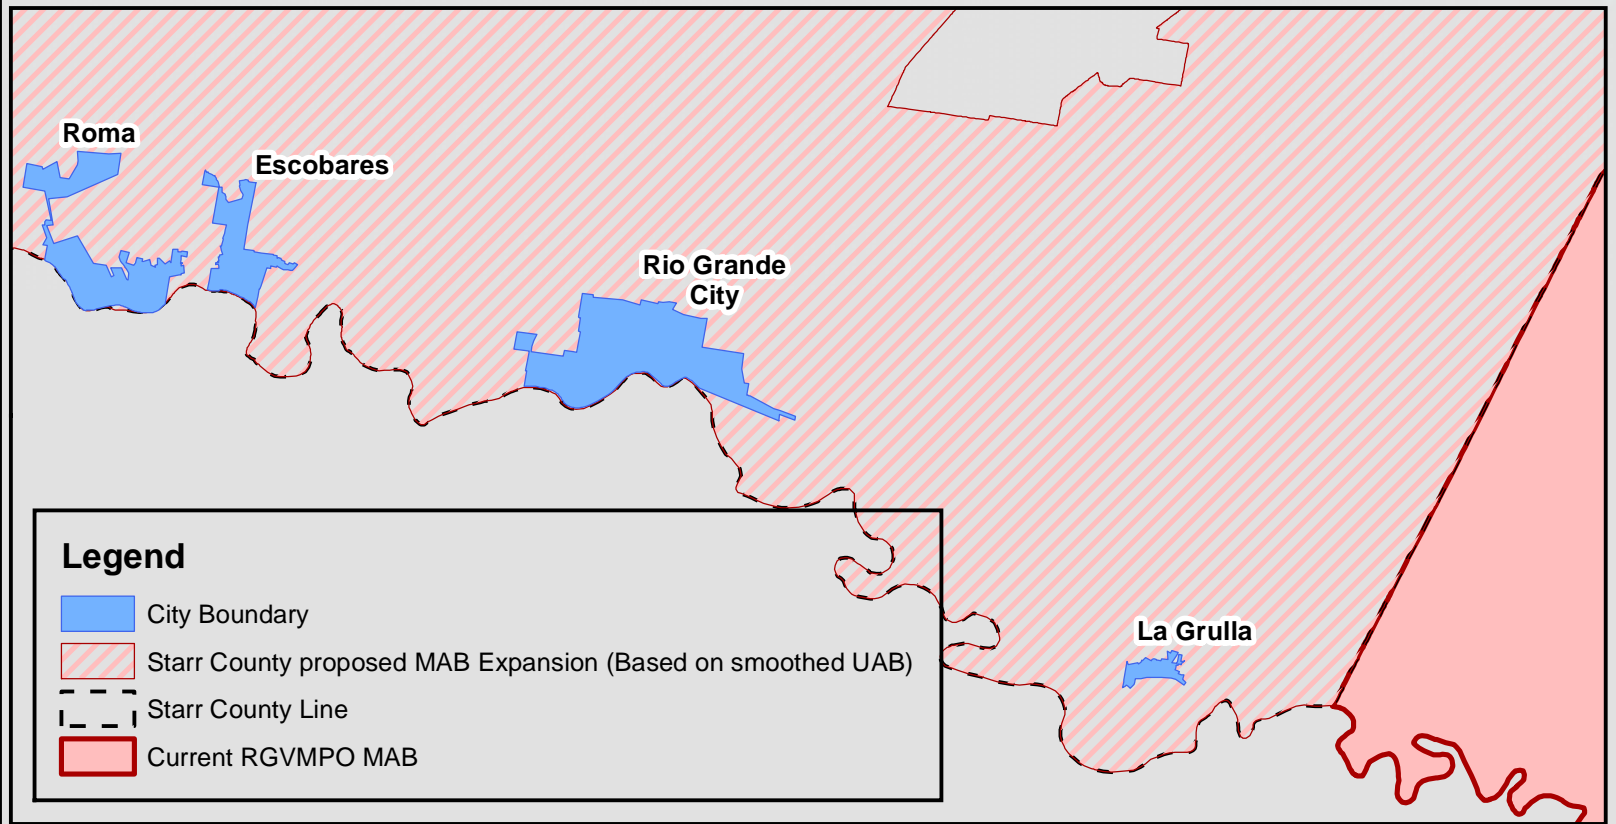 Roma
Escobares
Rio Grande
City
La Grulla
Legend
City Boundary
Starr County proposed MAB Expansion (Based on smoothed UAB)
Starr County Line
Current RGVMPO MAB